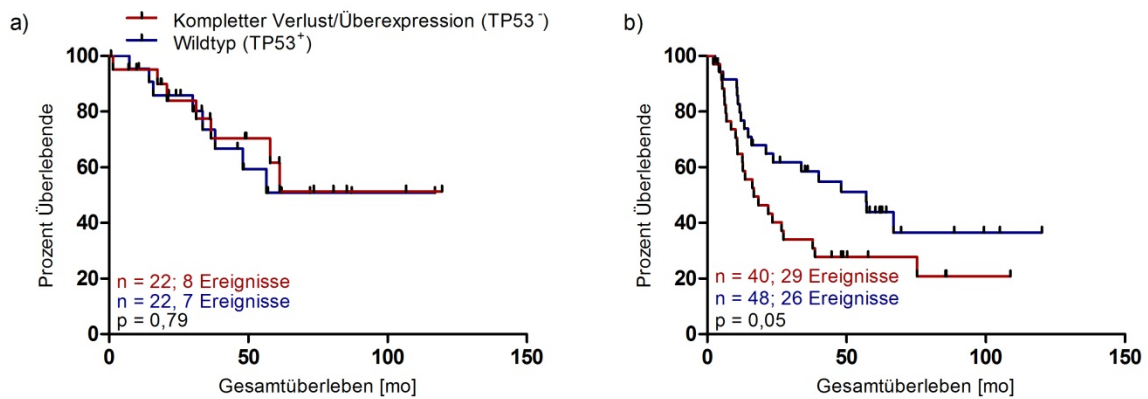 a)
Kompletter Verlust/Überexpression (TP53-)
Wildtyp (TP53+)
Prozent Überlebende
100
80
60
40
20
0
n = 22; 8 Ereignisse
n = 22, 7 Ereignisse
p = 0,79
0
50
100
150
Gesamtüberleben [mo]
b)
Prozent Überlebende
100
80
60
40
20
0
n = 40; 29 Ereignisse
n = 48; 26 Ereignisse
p = 0,05
0
50
100
150
Gesamtüberleben [mo]